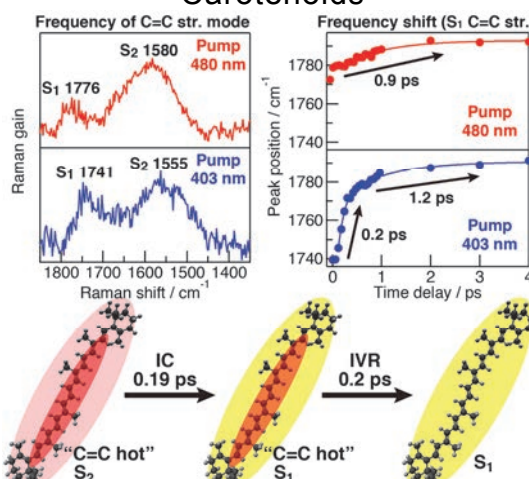 Carotenoids
Frequency of C=C str. mode
Frequency shift (S₁ C=C str.
S₂ 1580
Pump
480 nm
S₁ 1776
Raman gain
S₁ 1741
S₂ 1555
Pump
403 nm
1800 1700 1600 1500 1400
Raman shift / cm⁻¹
Peak position / cm⁻¹
1780
1760
1740
0.9 ps
Pump
480 nm
1800
1780
1760
1740
0.2 ps
1.2 ps
Pump
403 nm
0 1 2 3 4
Time delay / ps
IC
0.19 ps
IVR
0.2 ps
"C=C hot"
S₂
"C=C hot"
S₁
S₁